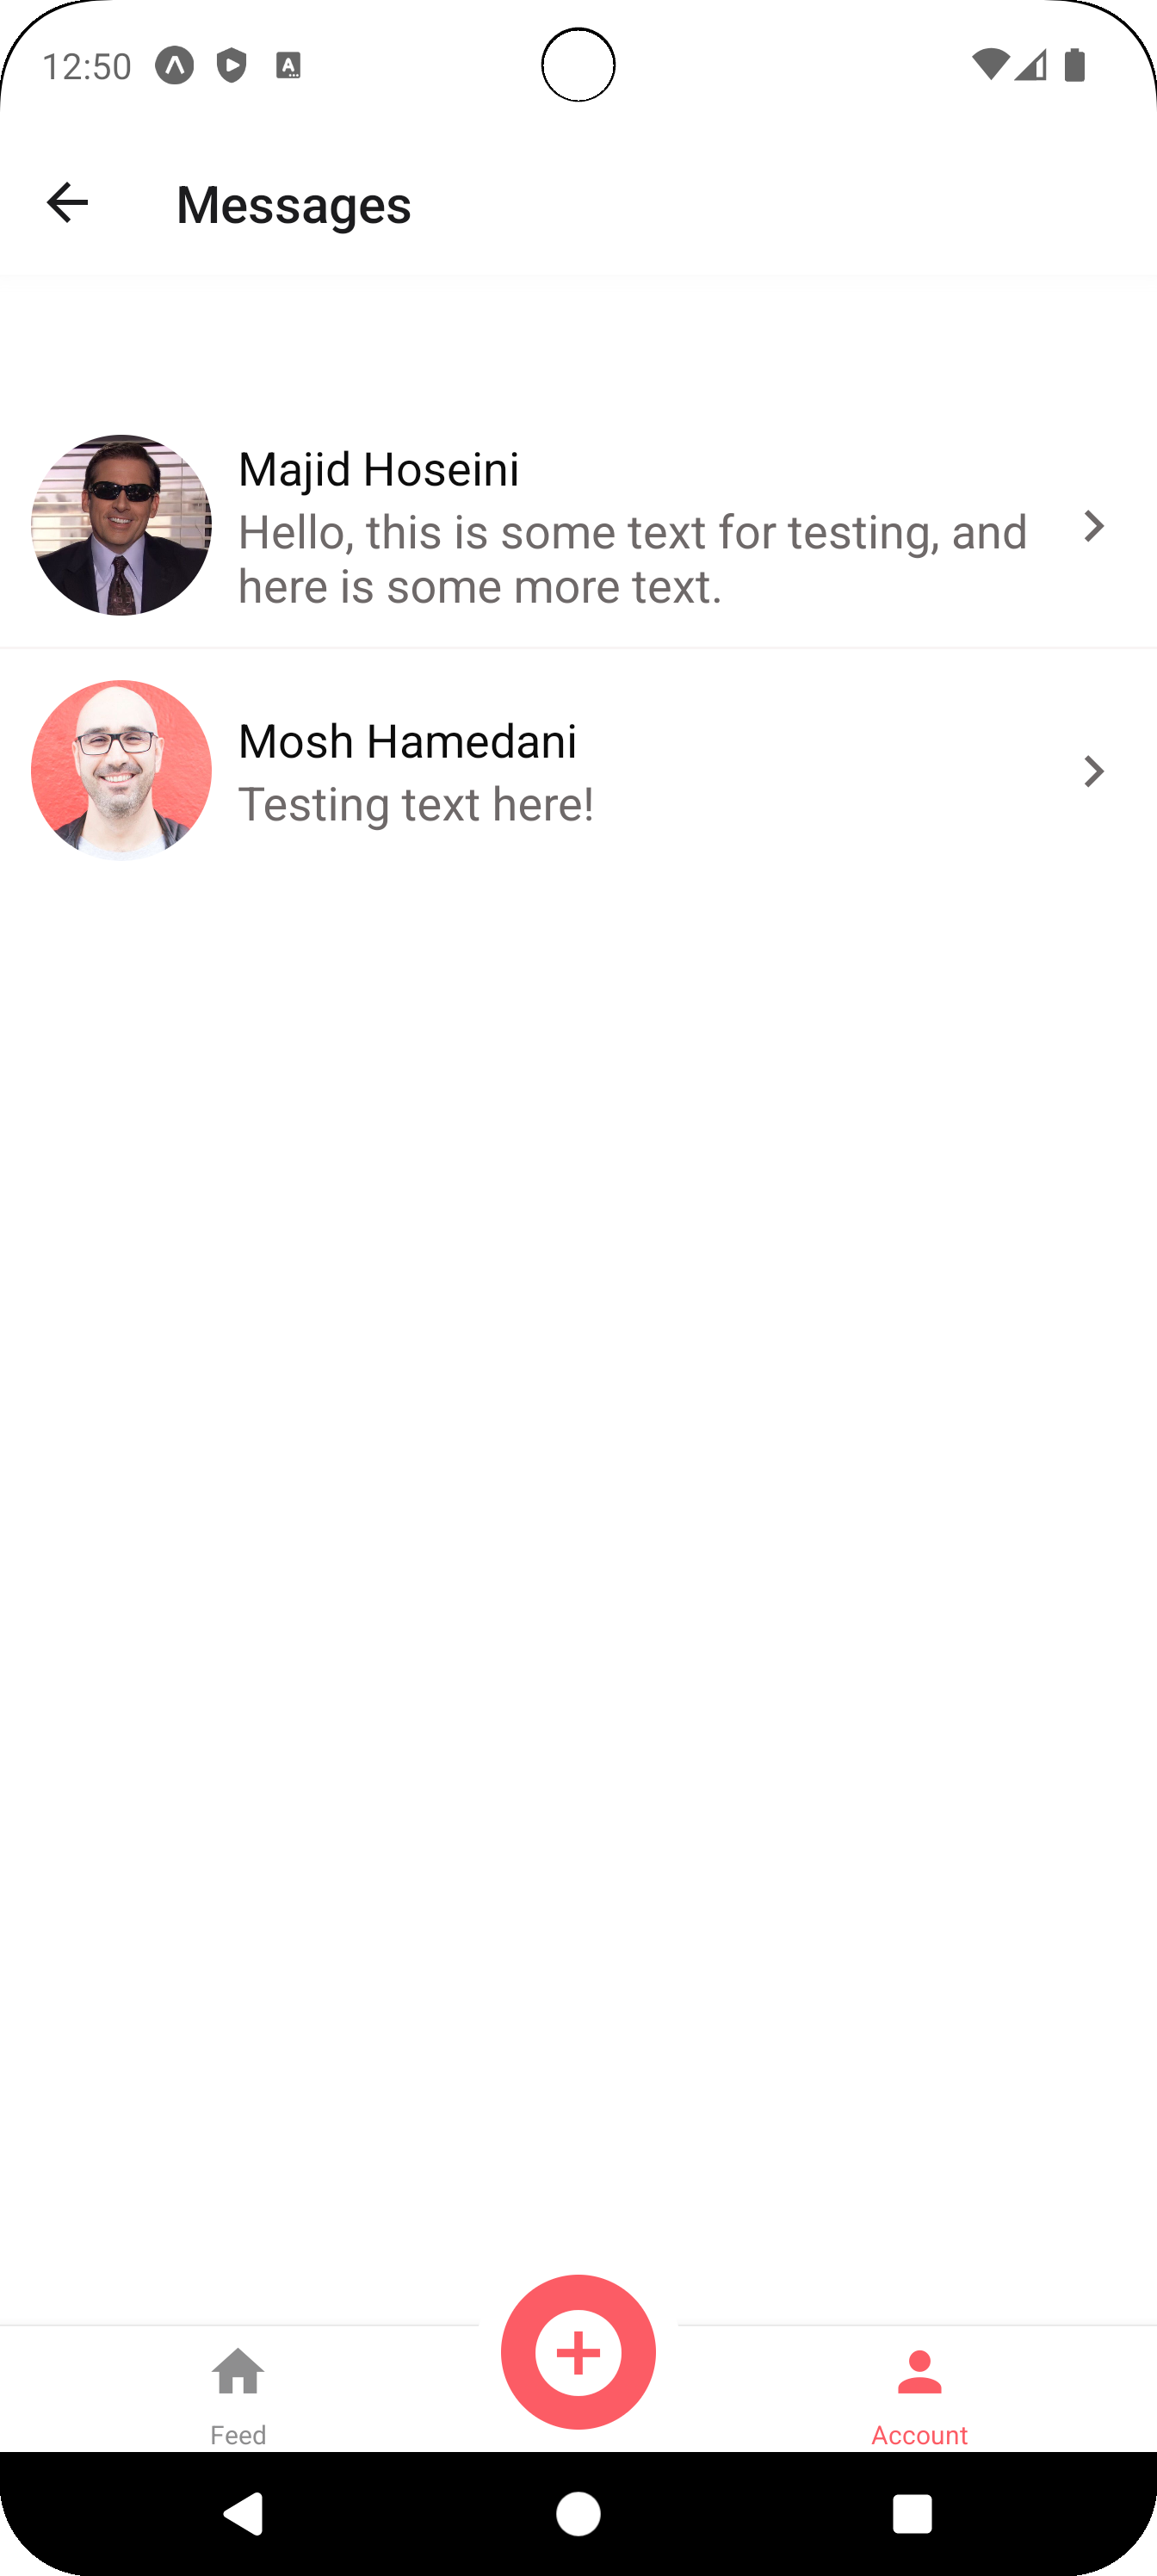 12:50
Messages
Majid Hoseini
Hello, this is some text for testing, and
here is some more text.
Mosh Hamedani
Testing text here!
Feed
Account